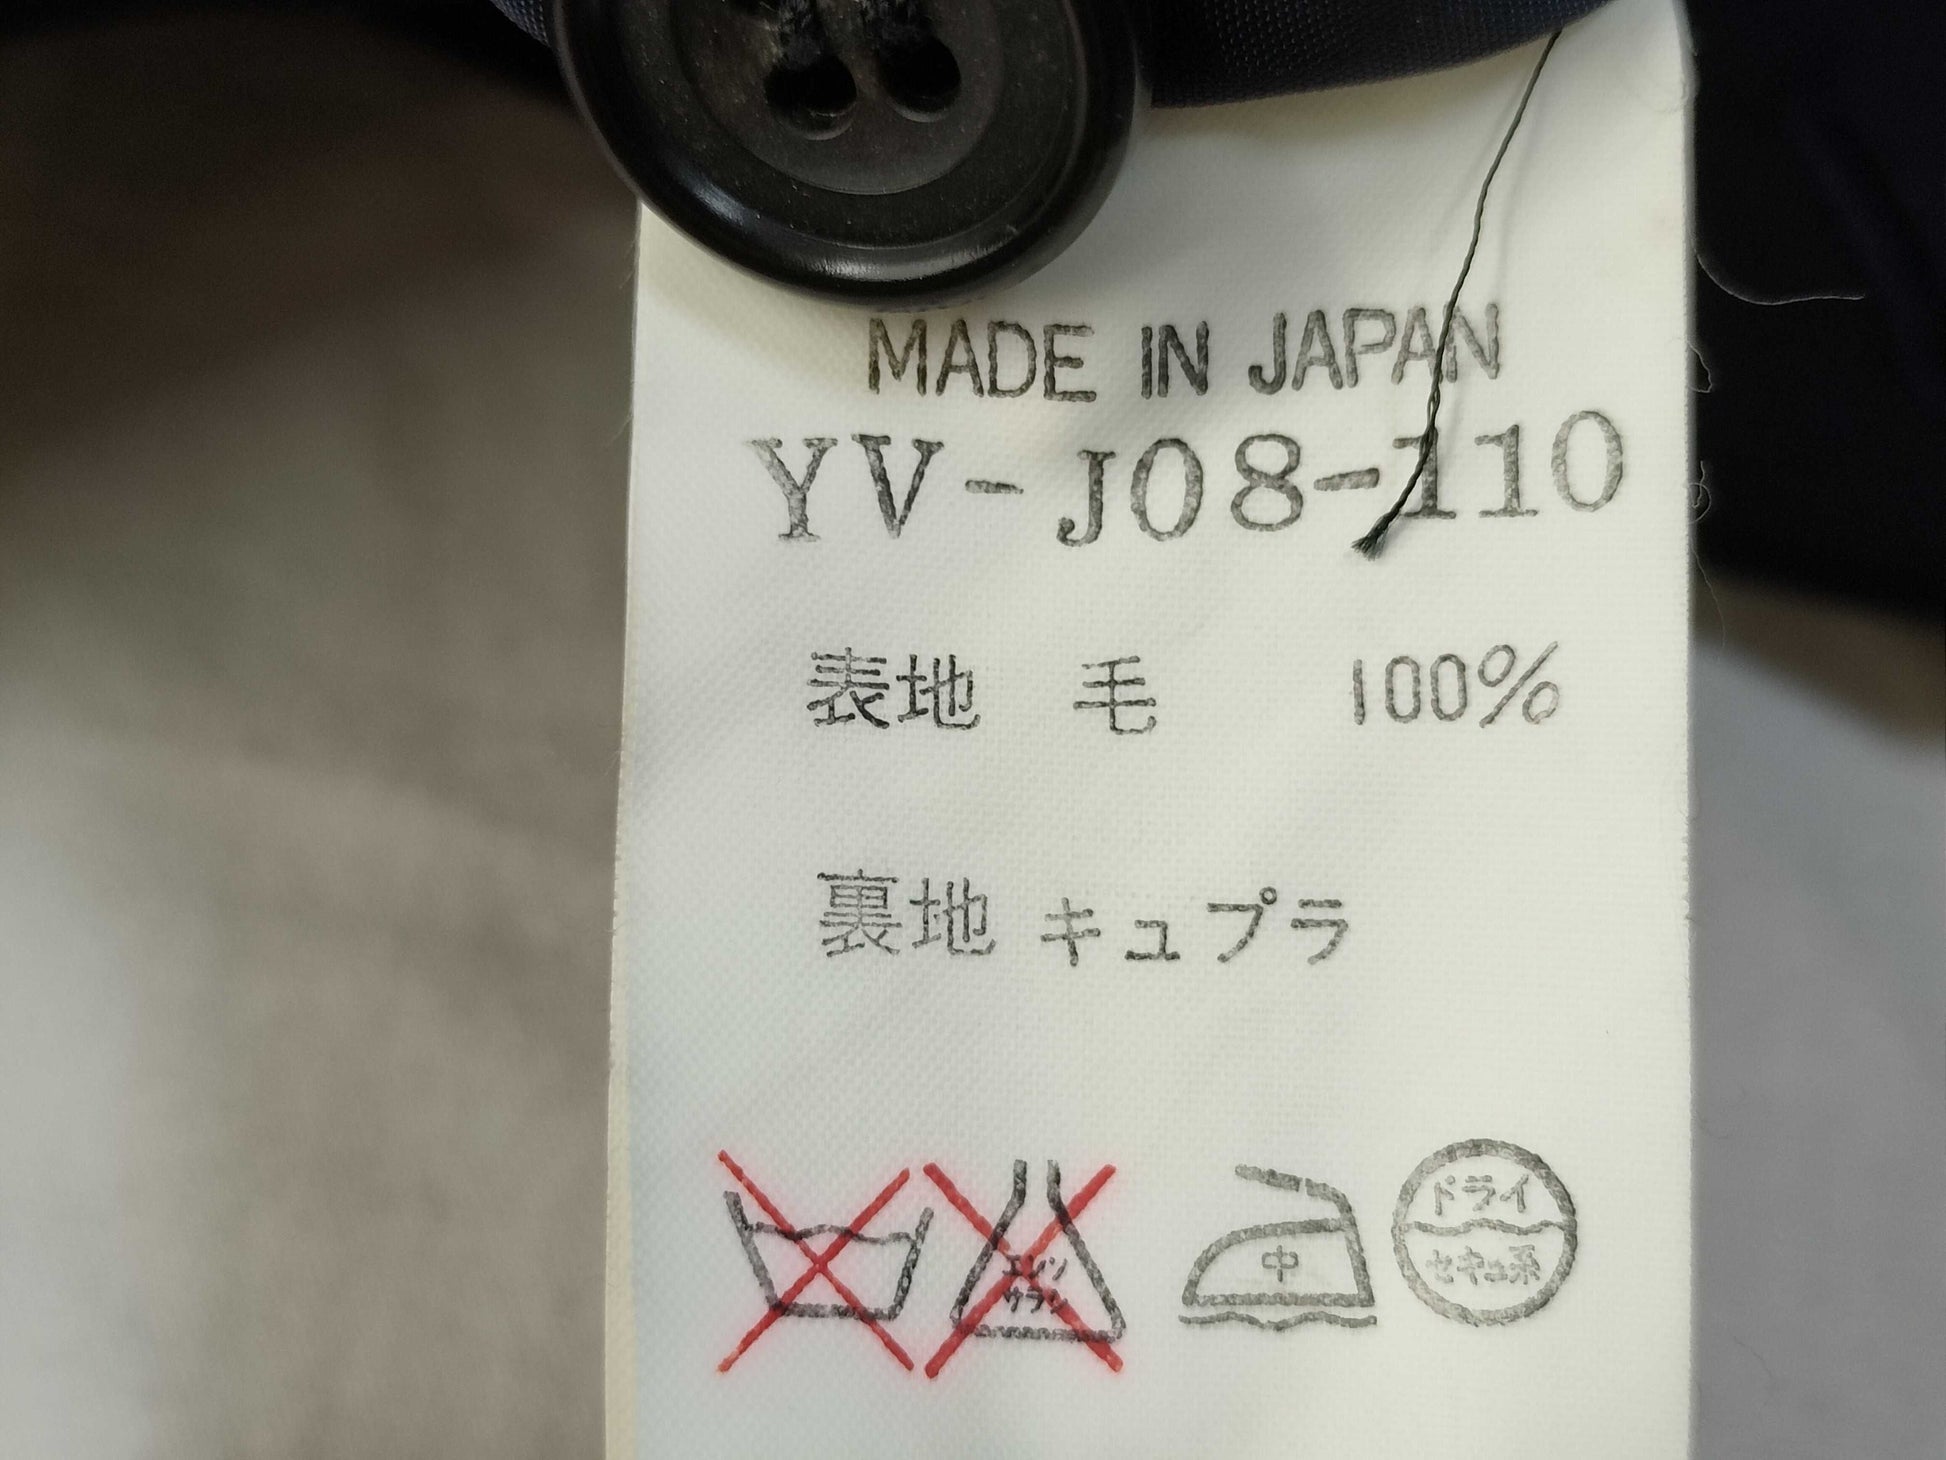 MADE IN JAPAN
YV-J08-110
表地 毛 100%
裏地 キュプラ
エンソ
サラシ
中
ドライ
セキュ系